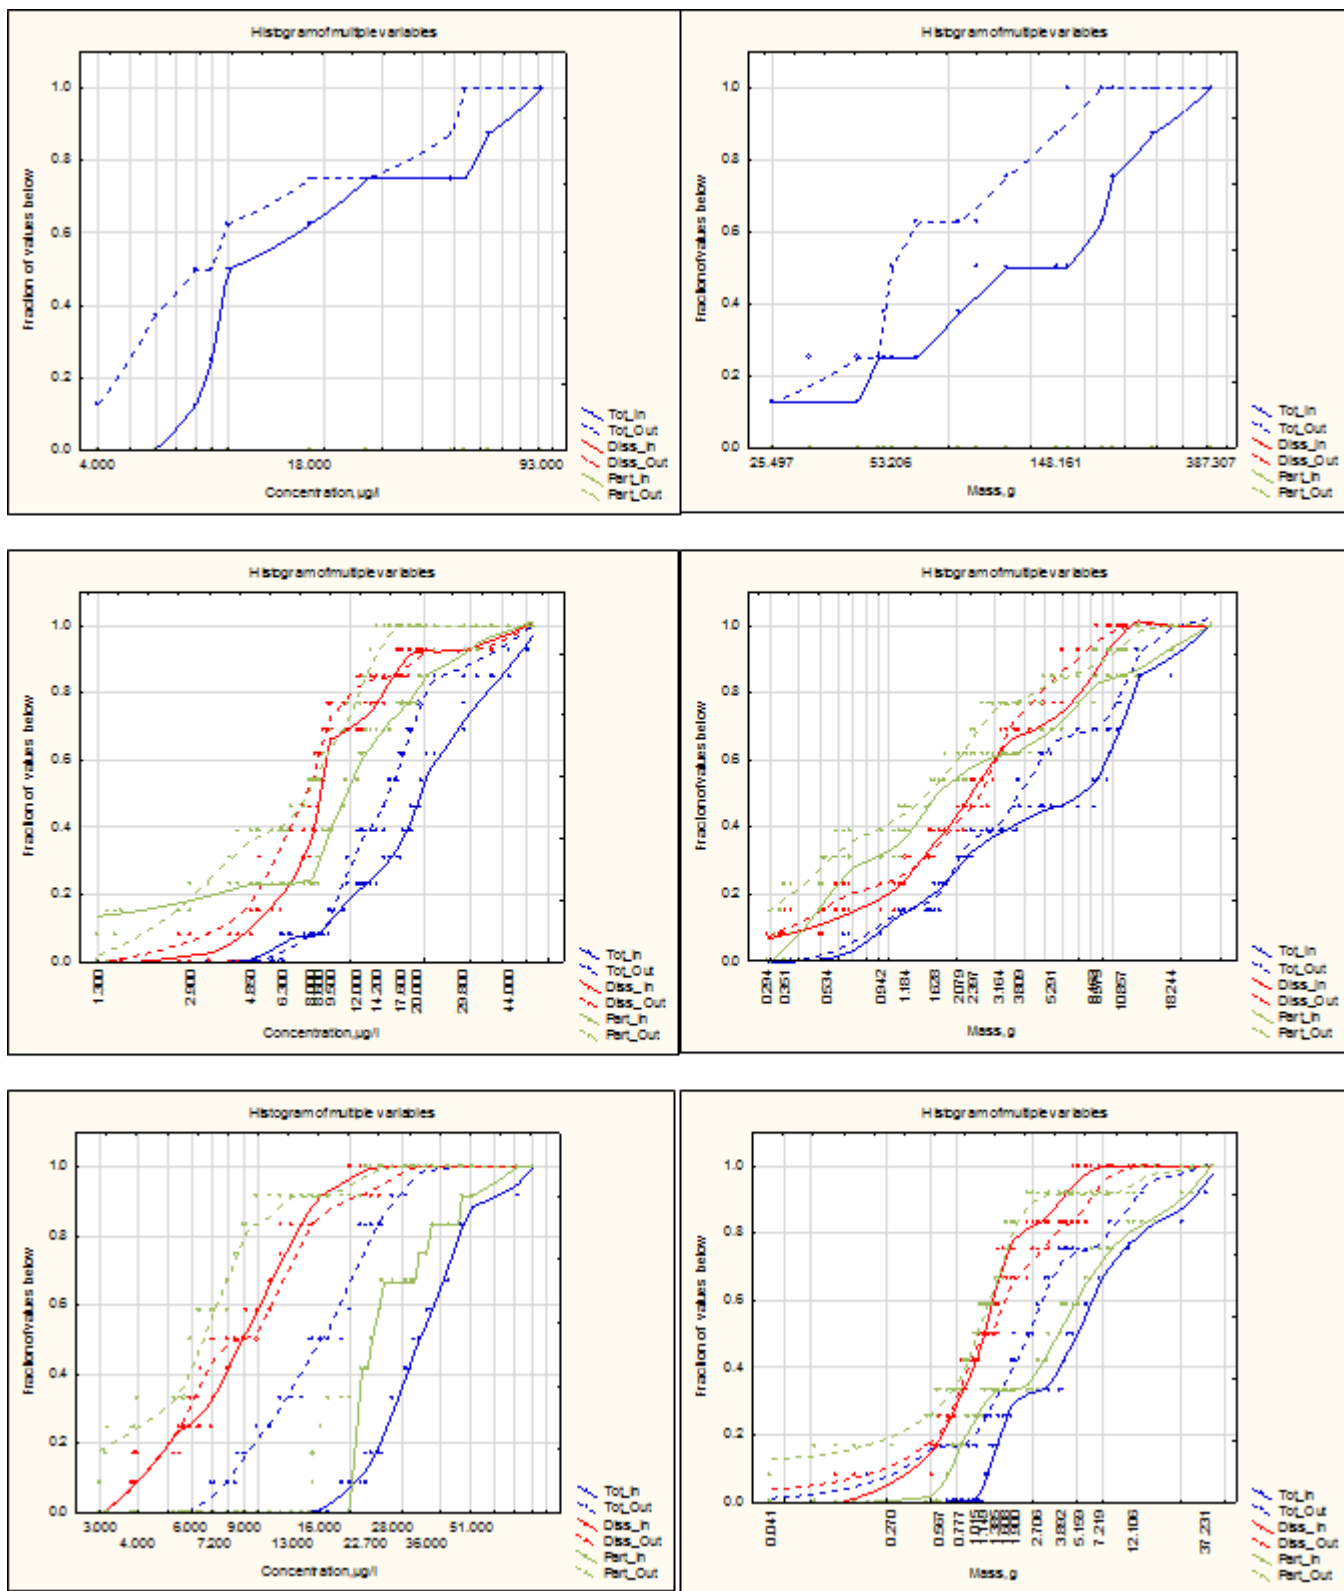 Histogram of multiple variables
Fraction of values below
1.0
0.8
0.6
0.4
0.2
0.0
4.000 18.000 93.000
Concentration, µg/l
Tot_In
Tot_Out
Diss_In
Diss_Out
Part_In
Part_Out
Histogram of multiple variables
Fraction of values below
1.0
0.8
0.6
0.4
0.2
0.0
25.497 53.206 148.161 387.307
Mass, g
Tot_In
Tot_Out
Diss_In
Diss_Out
Part_In
Part_Out
Histogram of multiple variables
Fraction of values below
1.0
0.8
0.6
0.4
0.2
0.0
1.300 2.900 4.850 6.300 9.500 12.000 14.200 17.600 20.000 29.800 44.000
Concentration, µg/l
Tot_In
Tot_Out
Diss_In
Diss_Out
Part_In
Part_Out
Histogram of multiple variables
Fraction of values below
1.0
0.8
0.6
0.4
0.2
0.0
0.294 0.351 0.534 0.942 1.184 1.628 2.079 2.397 3.164 3.809 5.291 10.857 18.244
Mass, g
Tot_In
Tot_Out
Diss_In
Diss_Out
Part_In
Part_Out
Histogram of multiple variables
Fraction of values below
1.0
0.8
0.6
0.4
0.2
0.0
3.000 6.000 9.000 16.000 28.000 51.000
4.000 7.200 13.000 22.700 36.000
Concentration, µg/l
Tot_In
Tot_Out
Diss_In
Diss_Out
Part_In
Part_Out
Histogram of multiple variables
Fraction of values below
1.0
0.8
0.6
0.4
0.2
0.0
0.041 0.270 0.567 0.777 1.900 2.706 3.892 5.159 7.219 12.106 37.231
Mass, g
Tot_In
Tot_Out
Diss_In
Diss_Out
Part_In
Part_Out